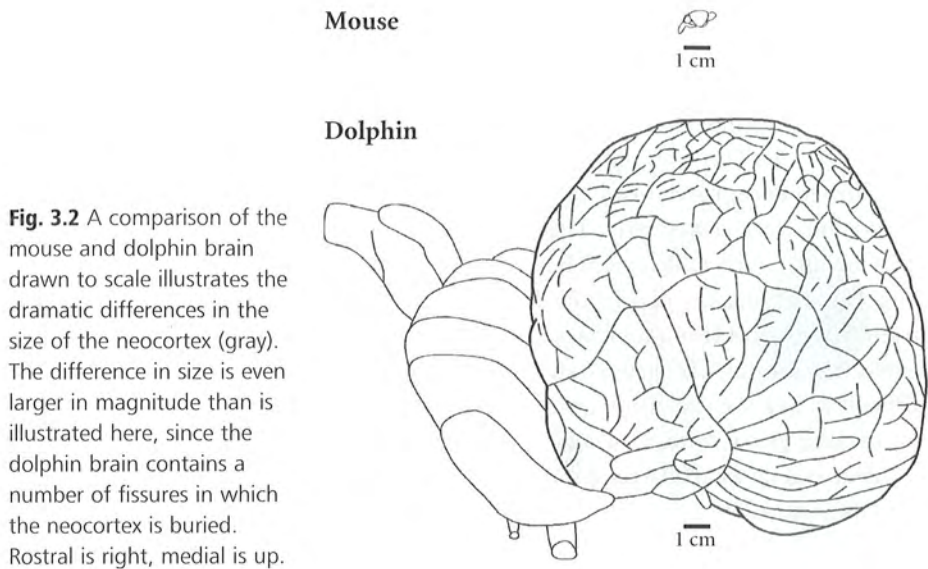 Mouse
1 cm
Dolphin
Fig. 3.2 A comparison of the
mouse and dolphin brain
drawn to scale illustrates the
dramatic differences in the
size of the neocortex (gray).
The difference in size is even
larger in magnitude than is
illustrated here, since the
dolphin brain contains a
number of fissures in which
the neocortex is buried.
Rostral is right, medial is up.
1 cm